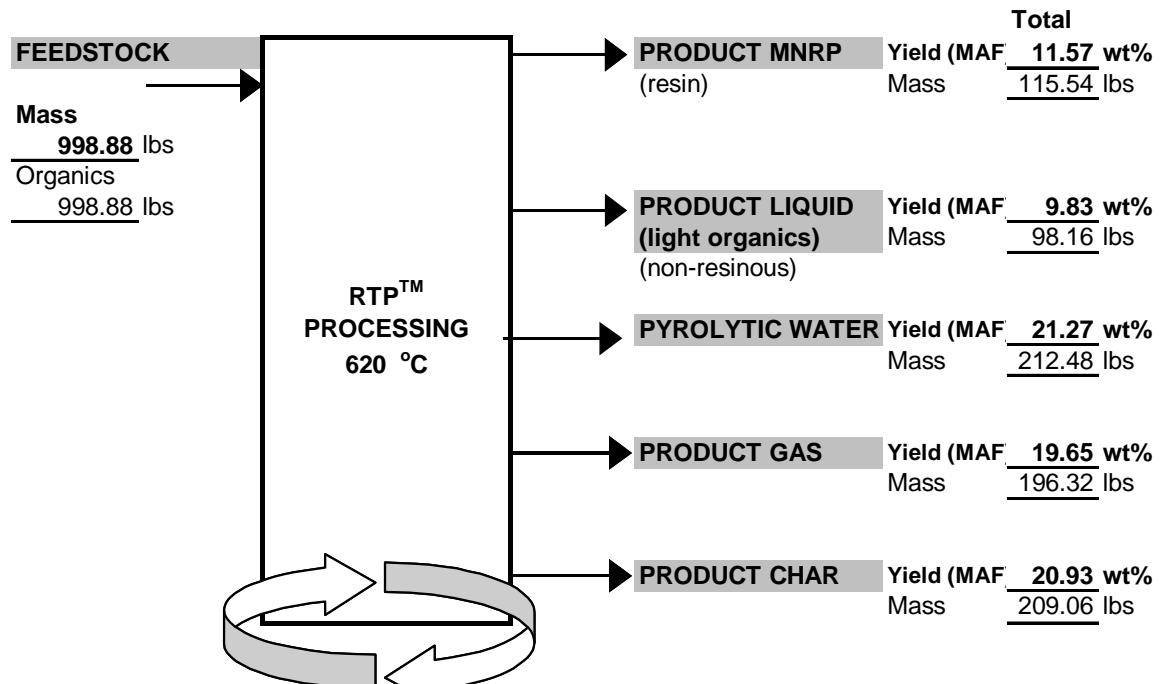 Total
FEEDSTOCK
Mass
998.88 lbs
Organics
998.88 lbs
RTP™
PROCESSING
620 °C
PRODUCT MNRP Yield (MAF 11.57 wt%
(resin) Mass 115.54 lbs
PRODUCT LIQUID Yield (MAF 9.83 wt%
(light organics) Mass 98.16 lbs
(non-resinous)
PYROLYTIC WATER Yield (MAF 21.27 wt%
Mass 212.48 lbs
PRODUCT GAS Yield (MAF 19.65 wt%
Mass 196.32 lbs
PRODUCT CHAR Yield (MAF 20.93 wt%
Mass 209.06 lbs